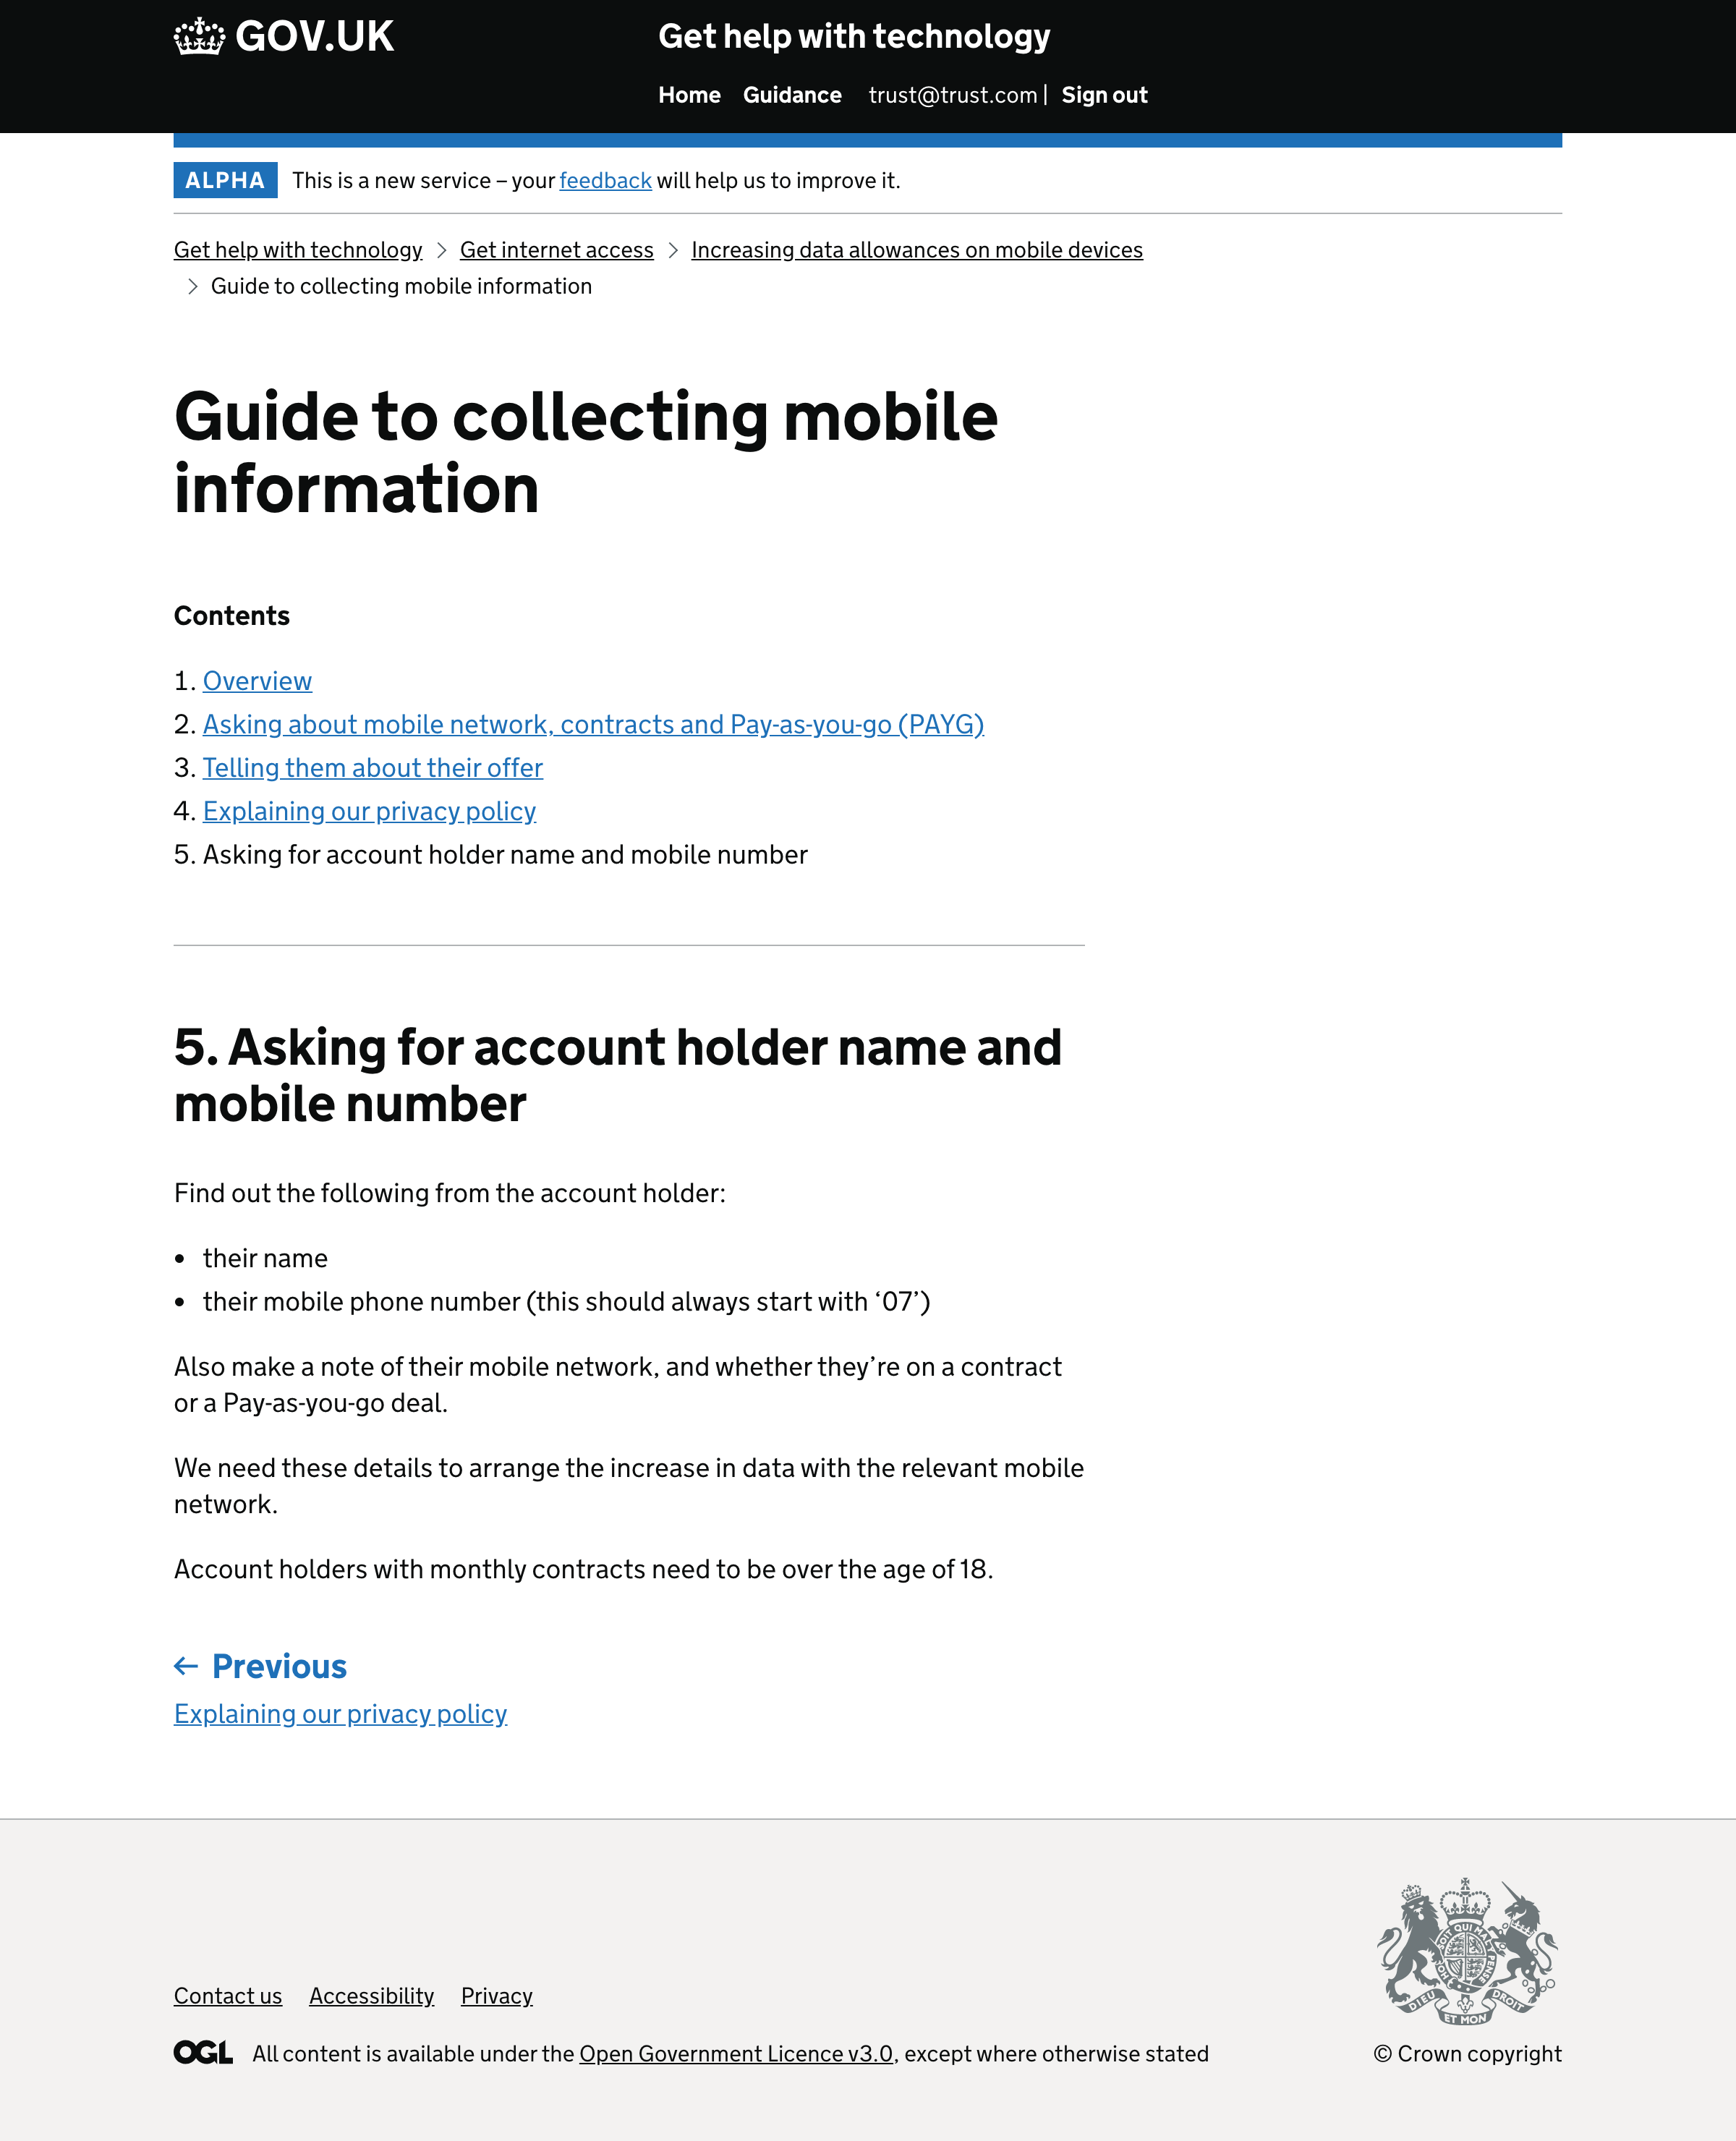 GOV.UK
Get help with technology
Home Guidance trust@trust.com | Sign out
ALPHA This is a new service – your feedback will help us to improve it.
Get help with technology > Get internet access > Increasing data allowances on mobile devices
> Guide to collecting mobile information
Guide to collecting mobile
information
Contents
1. Overview
2. Asking about mobile network, contracts and Pay-as-you-go (PAYG)
3. Telling them about their offer
4. Explaining our privacy policy
5. Asking for account holder name and mobile number
5. Asking for account holder name and
mobile number
Find out the following from the account holder:
• their name
• their mobile phone number (this should always start with ‘07’)
Also make a note of their mobile network, and whether they’re on a contract
or a Pay-as-you-go deal.
We need these details to arrange the increase in data with the relevant mobile
network.
Account holders with monthly contracts need to be over the age of 18.
← Previous
Explaining our privacy policy
DIEU ET MON DROIT
Contact us Accessibility Privacy
OGL All content is available under the Open Government Licence v3.0, except where otherwise stated
© Crown copyright